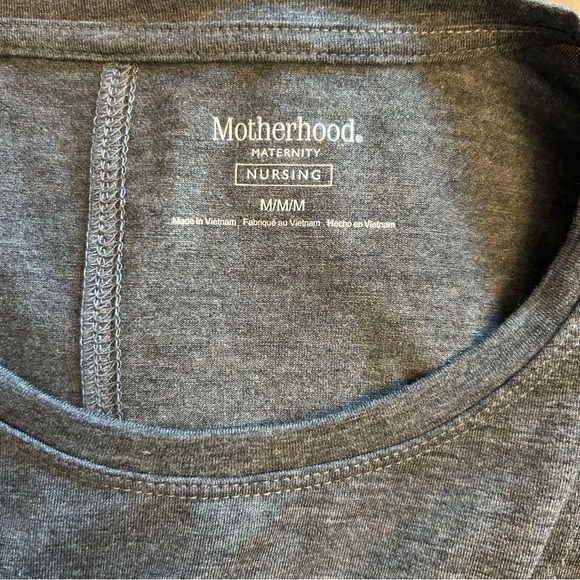 Motherhood®
MATERNITY
NURSING
M/M/M
Made in Vietnam . Fabriqué au Vietnam . Hecho en Vietnam